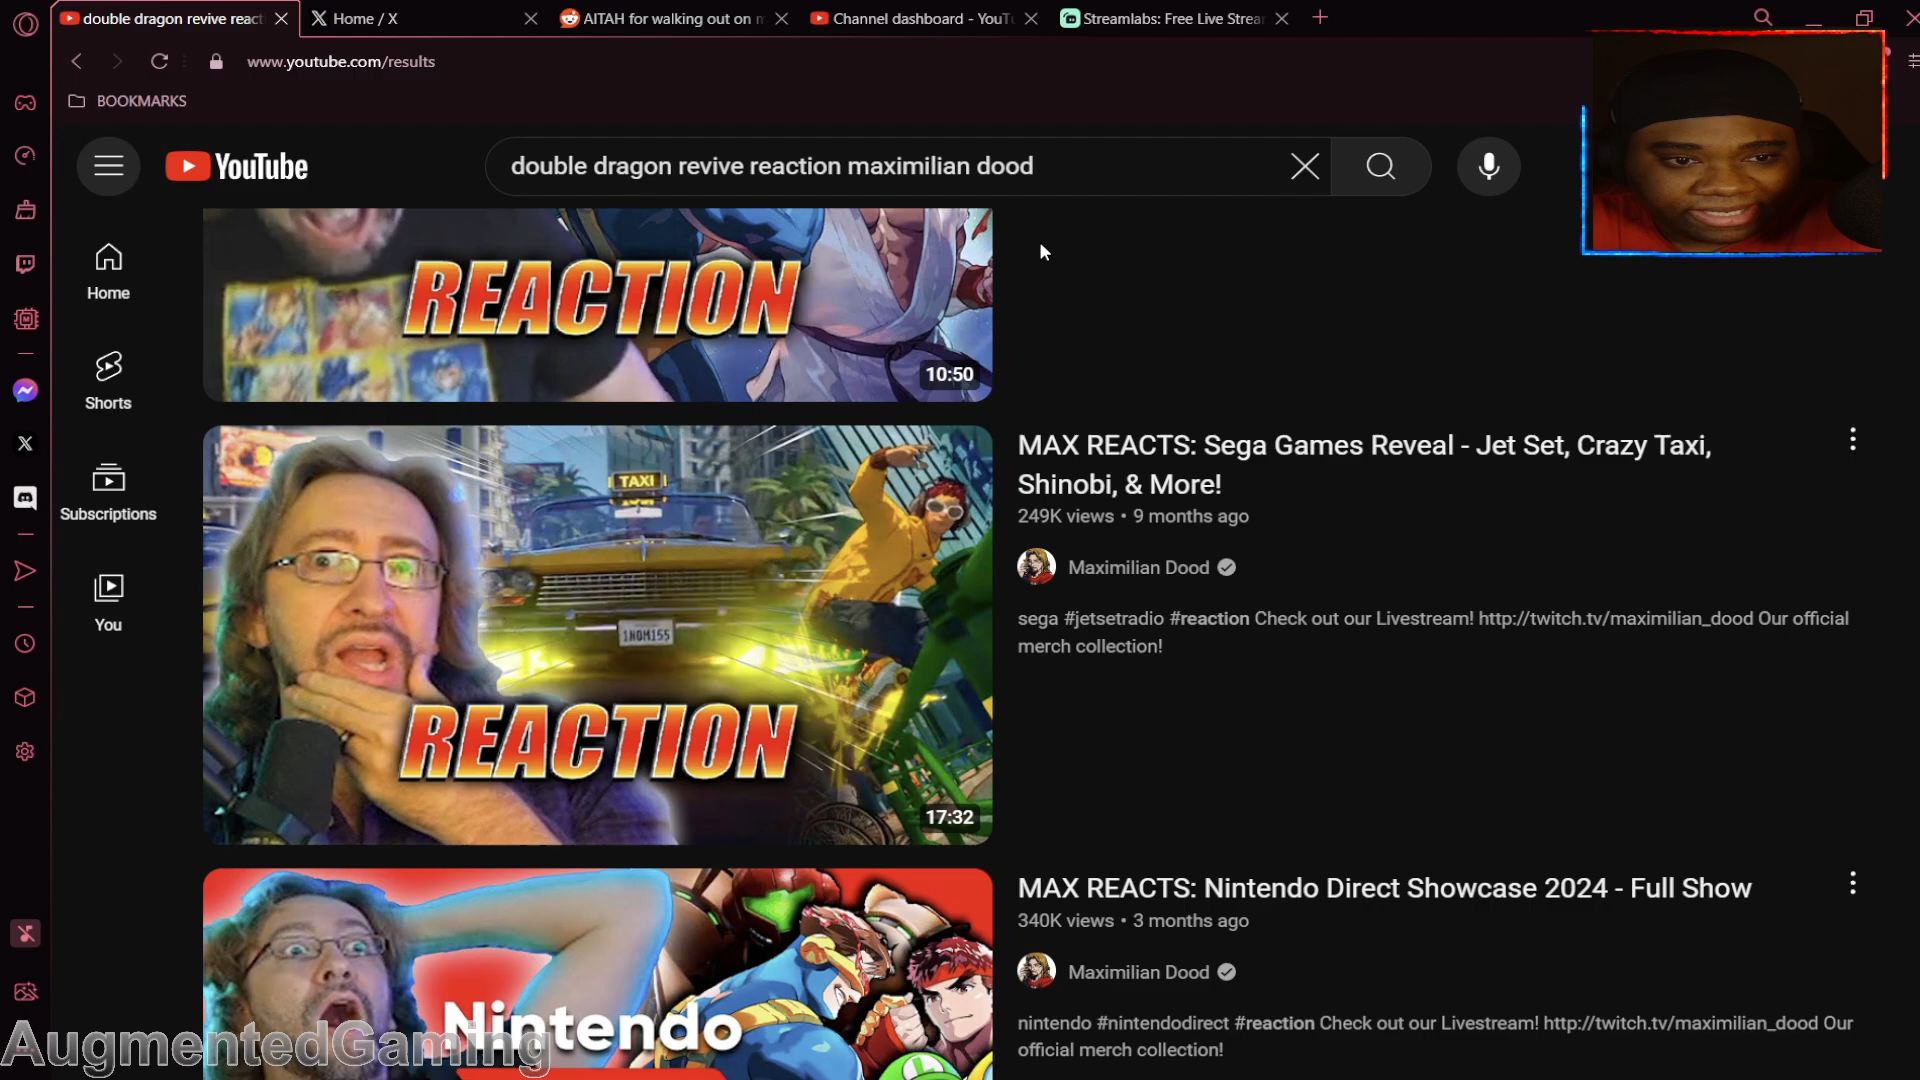 double dragon revive react
Home / X
AITAH for walking out on m
Channel dashboard - YouTu
Streamlabs: Free Live Strear
www.youtube.com/results
BOOKMARKS
YouTube
double dragon revive reaction maximilian dood
Home
Shorts
Subscriptions
You
REACTION
10:50
TAXI
1NOM155
REACTION
17:32
MAX REACTS: Sega Games Reveal - Jet Set, Crazy Taxi,
Shinobi, & More!
249K views • 9 months ago
Maximilian Dood
sega #jetsetradio #reaction Check out our Livestream! http://twitch.tv/maximilian_dood Our official
merch collection!
Nintendo
MAX REACTS: Nintendo Direct Showcase 2024 - Full Show
340K views • 3 months ago
Maximilian Dood
nintendo #nintendodirect #reaction Check out our Livestream! http://twitch.tv/maximilian_dood Our
official merch collection!
AugmentedGaming